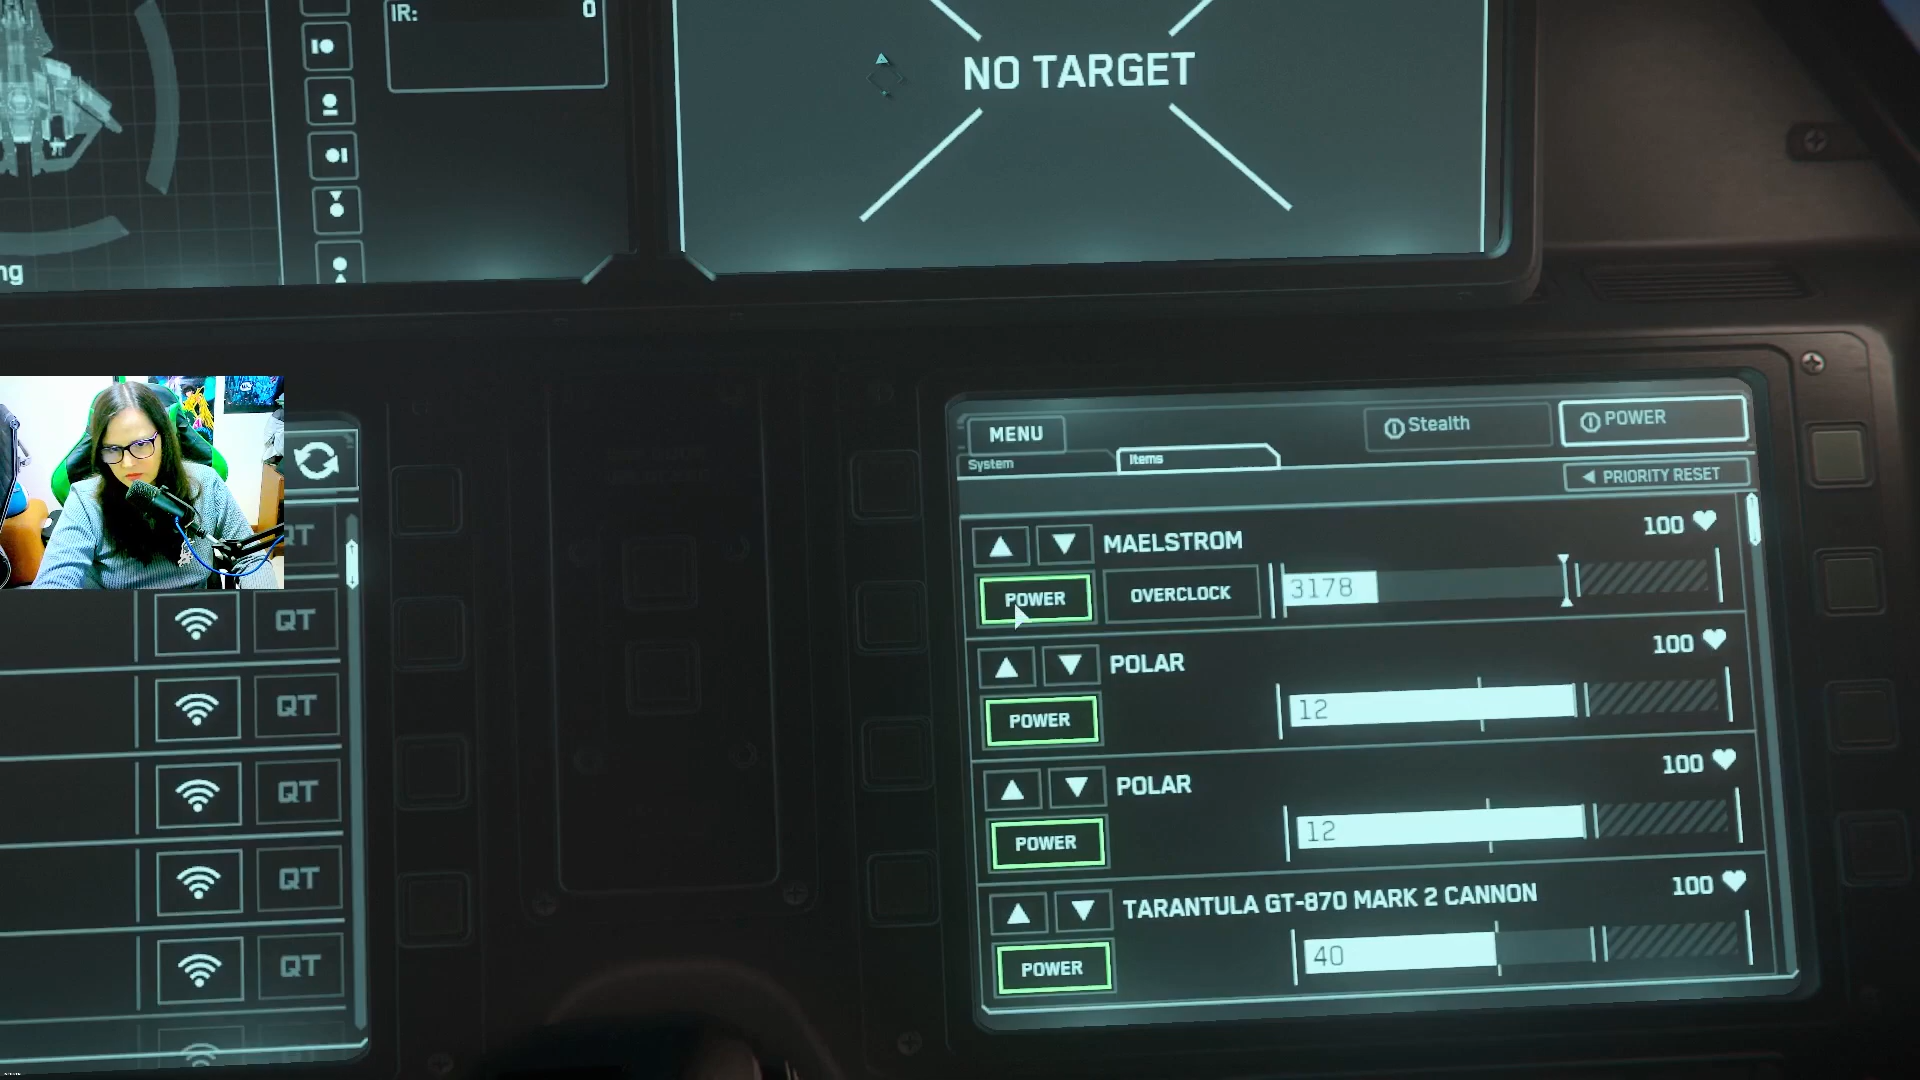 IR: 0
NO TARGET
ng
MENU
Stealth
POWER
System
Items
PRIORITY RESET
MAELSTROM
100
POWER
OVERCLOCK
3178
POLAR
100
POWER
12
POLAR
100
POWER
12
TARANTULA GT-870 MARK 2 CANNON
100
POWER
40
QT
QT
QT
QT
QT
QT